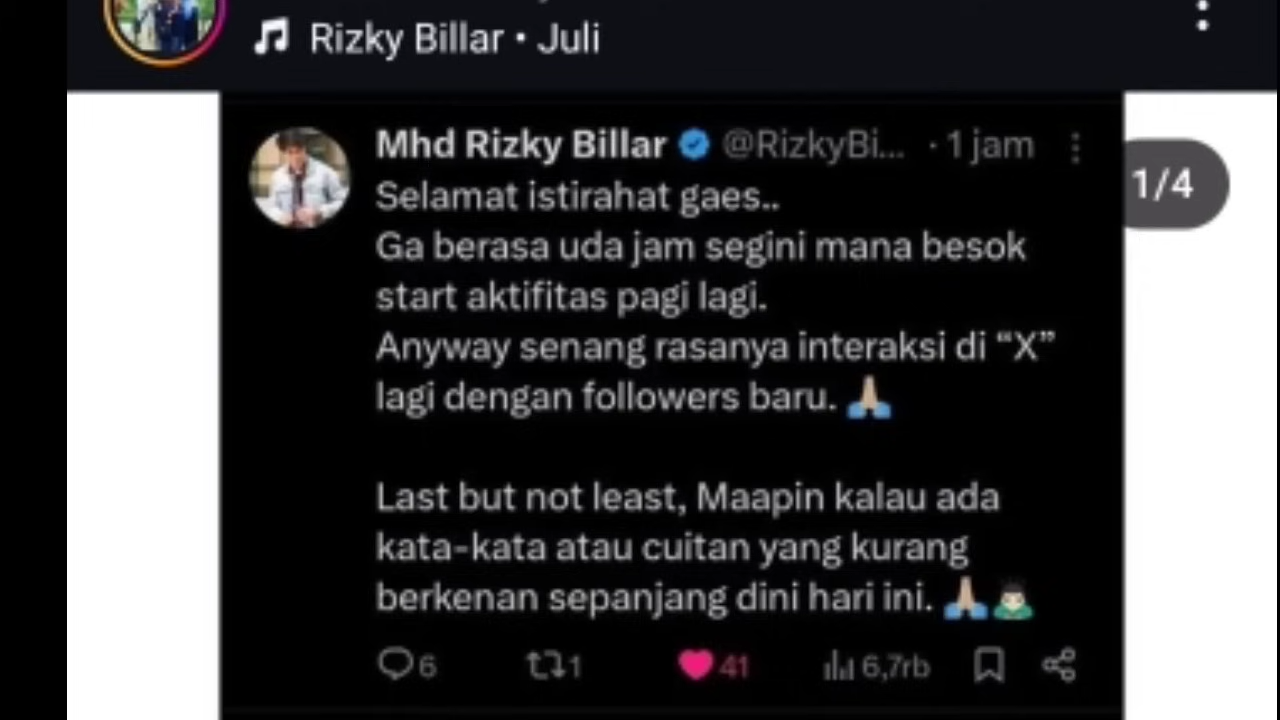 Rizky Billar • Juli
Mhd Rizky Billar @RizkyBi... · 1 jam
1/4
Selamat istirahat gaes..
Ga berasa uda jam segini mana besok
start aktifitas pagi lagi.
Anyway senang rasanya interaksi di “X”
lagi dengan followers baru. 🙏🏼
Last but not least, Maapin kalau ada
kata-kata atau cuitan yang kurang
berkenan sepanjang dini hari ini. 🙏🏼🙇🏻‍♂️
6 1 41 6,7rb